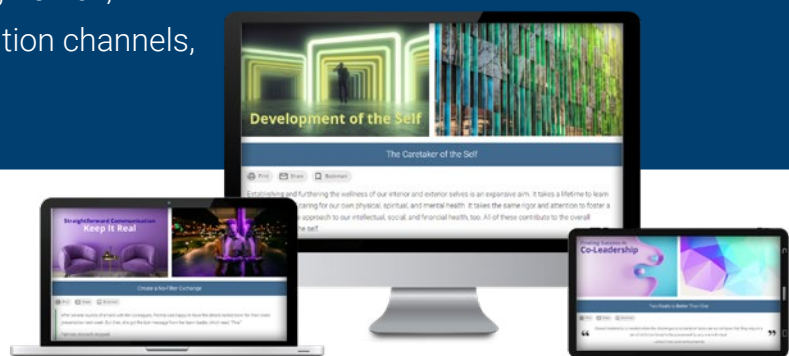 tion channels,
Development of the Self
The Caretaker of the Self
Print Share Bookmark
Establishing and furthering the wellness of our interior and exterior selves is an expansive aim. It takes a lifetime to learn
caring for our own physical, spiritual, and mental health. It takes the same rigor and attention to foster a
approach to our intellectual, social, and financial health, too. All of these contribute to the overall
the self.
Straightforward Communication
Keep It Real
Create a No-Filter Exchange
Print Share Bookmark
Finding Success in
Co-Leadership
Two Heads Is Better Than One